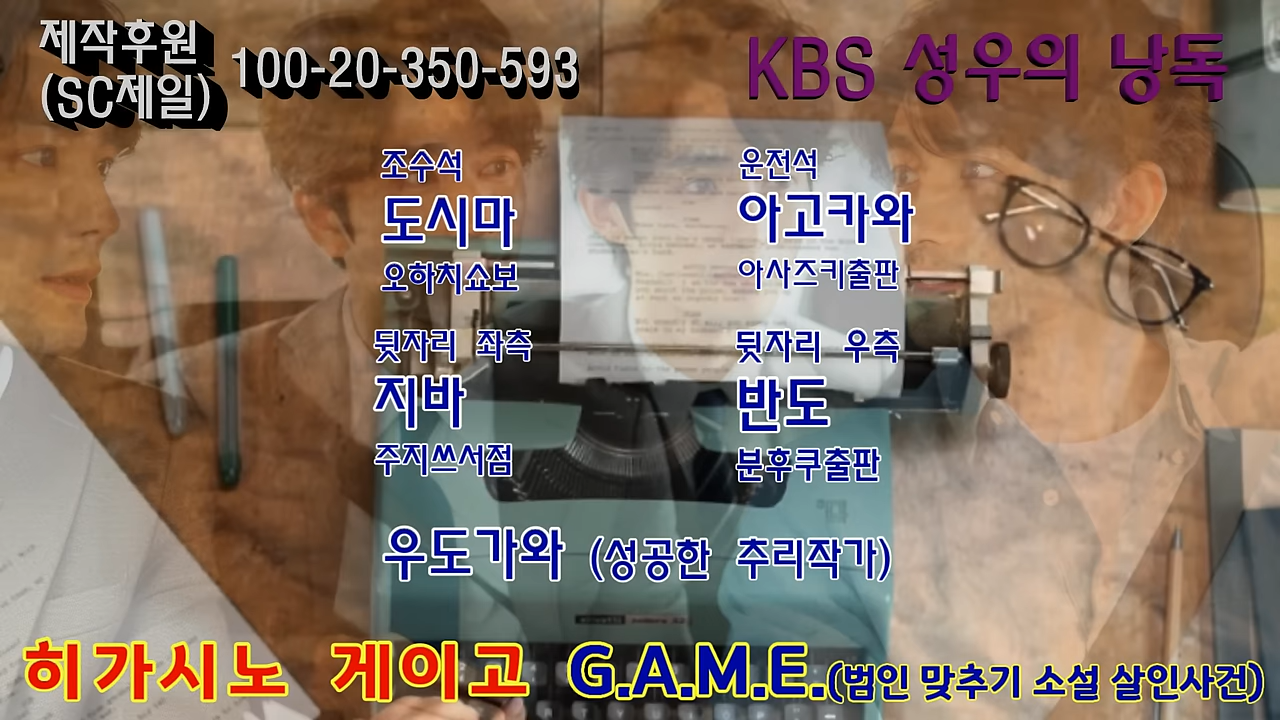 제작후원
(SC제일)
100-20-350-593
KBS 성우의 낭독
조수석
도시마
오하치쇼보
운전석
아고카와
아사즈키출판
뒷자리 좌측
지바
주지쓰서점
뒷자리 우측
반도
분후쿠출판
우도가와 (성공한 추리작가)
히가시노 게이고 G.A.M.E.(범인 맞추기 소설 살인사건)